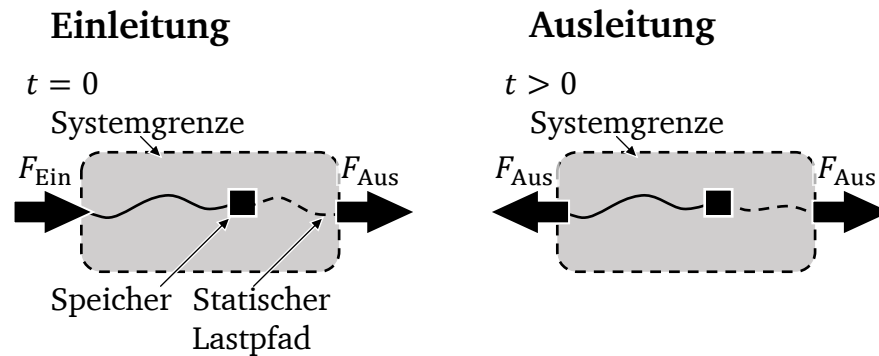 Einleitung
t = 0
Systemgrenze
F_Ein
F_Aus
Speicher
Statischer
Lastpfad
Ausleitung
t > 0
Systemgrenze
F_Aus
F_Aus